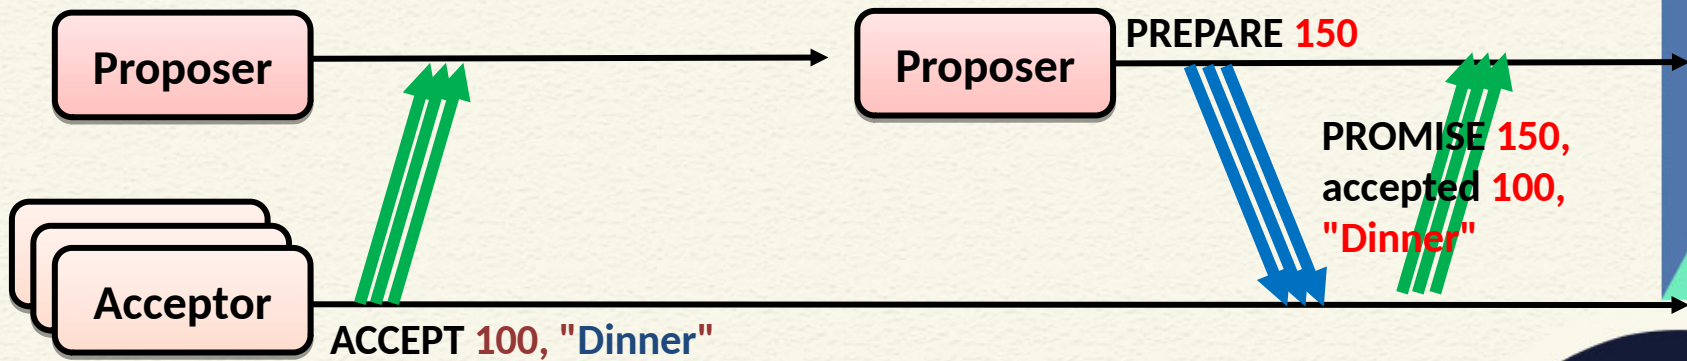 Proposer
Proposer
PREPARE 150
PROMISE 150,
accepted 100,
"Dinner"
Acceptor
ACCEPT 100, "Dinner"